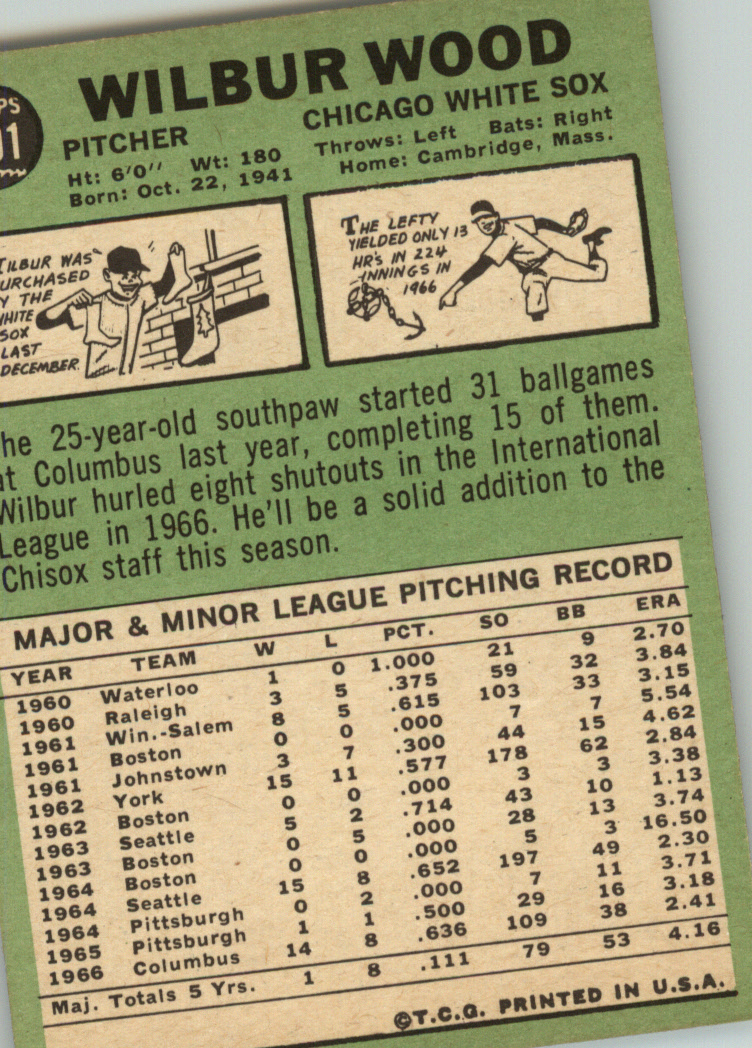 PS
01
WILBUR WOOD
PITCHER
CHICAGO WHITE SOX
Ht: 6'0" Wt: 180
Throws: Left Bats: Right
Born: Oct. 22, 1941
Home: Cambridge, Mass.
ILBUR WAS
URCHASED
Y THE
HITE
SOX
LAST
DECEMBER.
THE LEFTY
YIELDED ONLY 13
HR'S IN 224
INNINGS IN
1966
he 25-year-old southpaw started 31 ballgames
at Columbus last year, completing 15 of them.
Wilbur hurled eight shutouts in the International
League in 1966. He'll be a solid addition to the
Chisox staff this season.
MAJOR & MINOR LEAGUE PITCHING RECORD
YEAR TEAM W L PCT. SO BB ERA
1960 Waterloo 1 0 1.000 21 9 2.70
1960 Raleigh 3 5 .375 59 32 3.84
1961 Win.-Salem 8 5 .615 103 33 3.15
1961 Boston 0 0 .000 7 7 5.54
1961 Johnstown 3 7 .300 44 15 4.62
1962 York 15 11 .577 178 62 2.84
1962 Boston 0 0 .000 3 3 3.38
1963 Seattle 5 2 .714 43 10 1.13
1963 Boston 0 5 .000 28 13 3.74
1964 Boston 0 0 .000 5 3 16.50
1964 Seattle 15 8 .652 197 49 2.30
1964 Pittsburgh 0 2 .000 7 11 3.71
1965 Pittsburgh 1 1 .500 29 16 3.18
1966 Columbus 14 8 .636 109 38 2.41
Maj. Totals 5 Yrs. 1 8 .111 79 53 4.16
©T.C.G. PRINTED IN U.S.A.